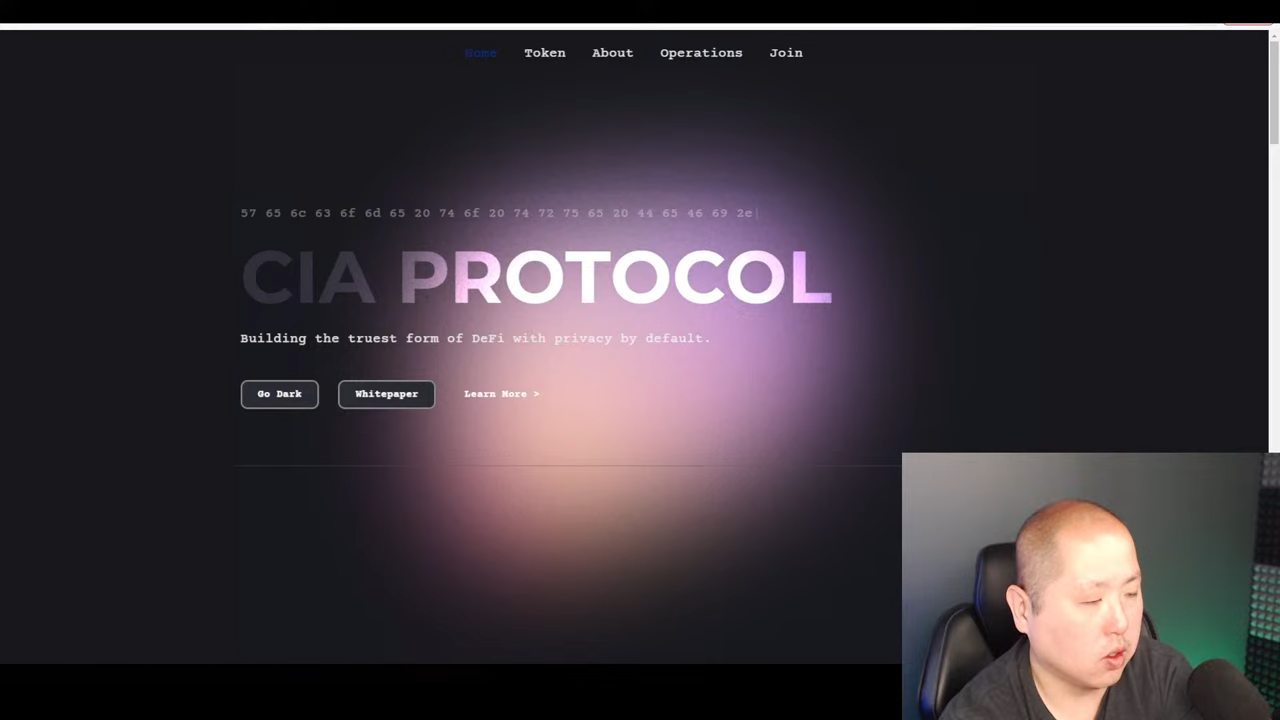 Home Token About Operations Join
57 65 6c 63 6f 6d 65 20 74 6f 20 74 72 75 65 20 44 65 46 69 2e
CIA PROTOCOL
Building the truest form of DeFi with privacy by default.
Go Dark Whitepaper Learn More >